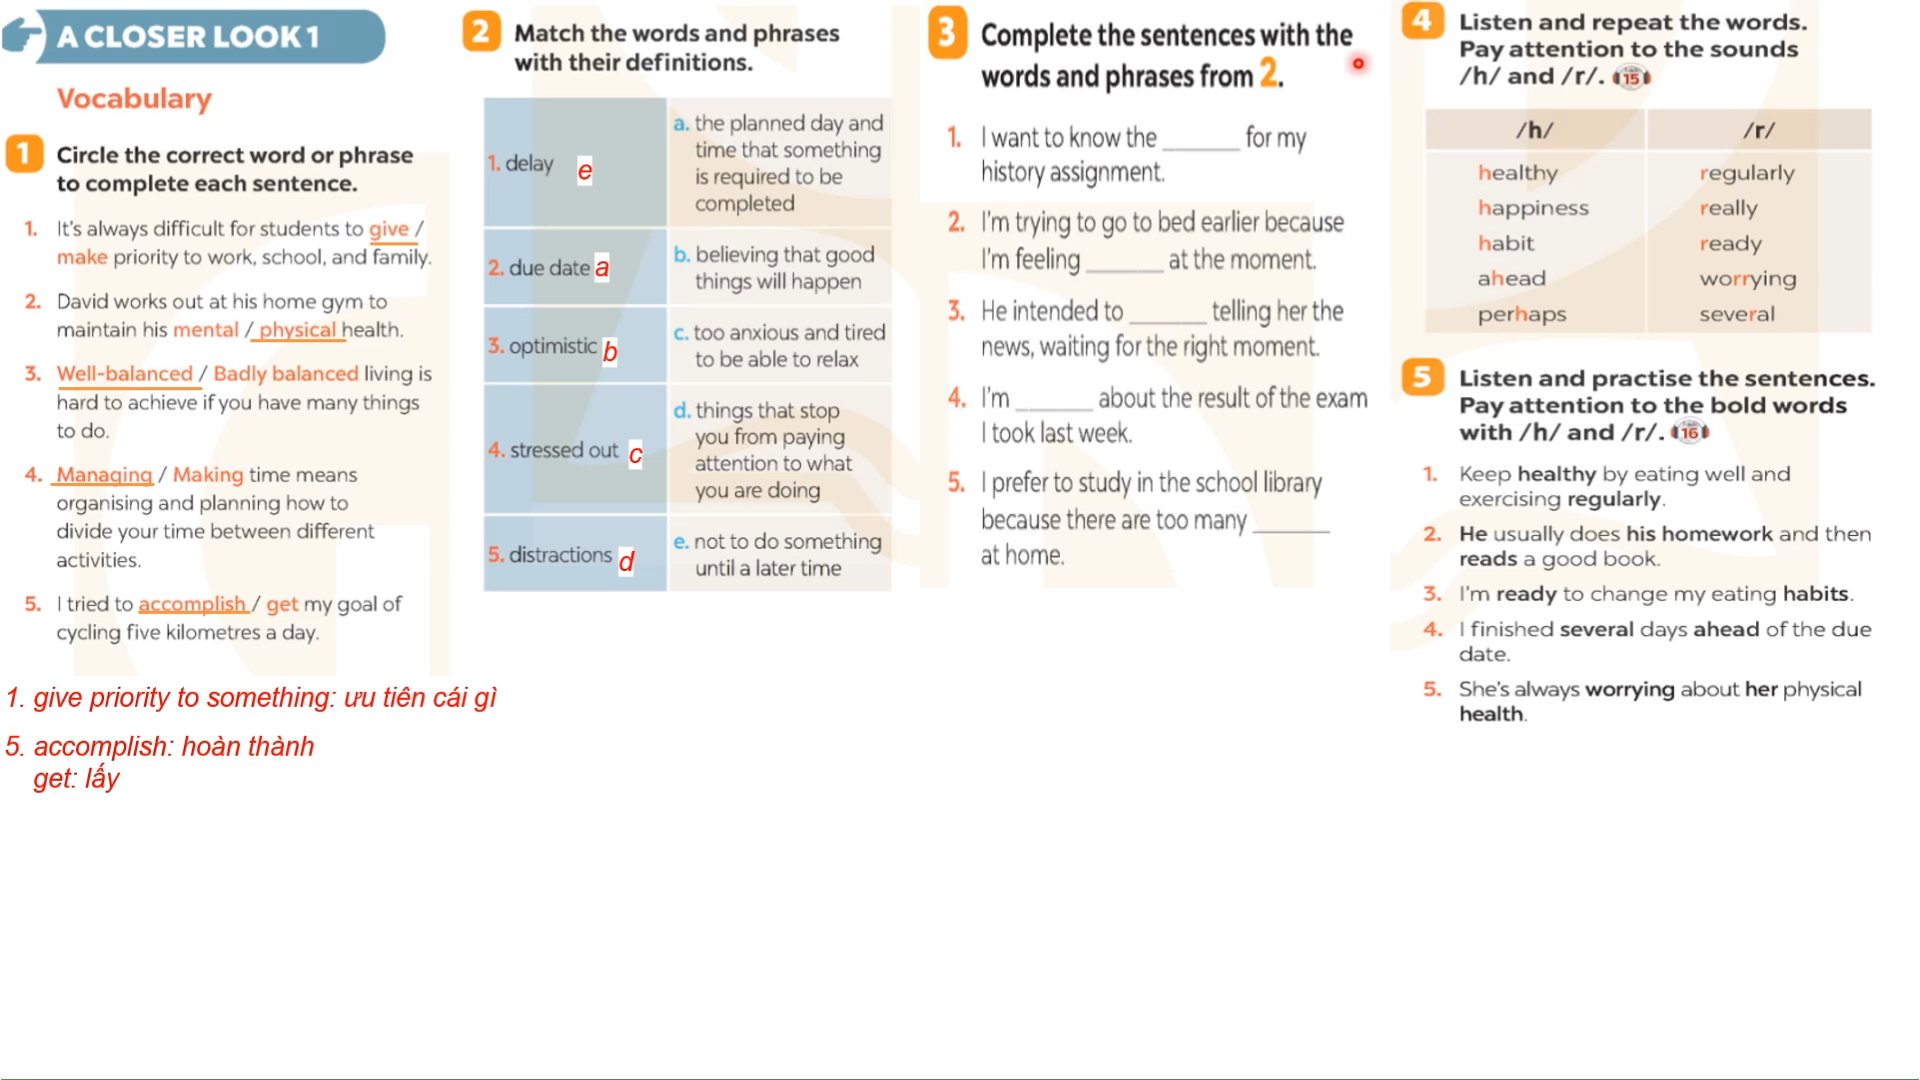 A CLOSER LOOK 1
Vocabulary
1 Circle the correct word or phrase
to complete each sentence.
1. It's always difficult for students to give /
make priority to work, school, and family.
2. David works out at his home gym to
maintain his mental / physical health.
3. Well-balanced / Badly balanced living is
hard to achieve if you have many things
to do.
4. Managing / Making time means
organising and planning how to
divide your time between different
activities.
5. I tried to accomplish / get my goal of
cycling five kilometres a day.
1. give priority to something: ưu tiên cái gì
5. accomplish: hoàn thành
get: lấy
2 Match the words and phrases
with their definitions.
1. delay e
a. the planned day and
time that something
is required to be
completed
2. due date a
b. believing that good
things will happen
3. optimistic b
c. too anxious and tired
to be able to relax
4. stressed out c
d. things that stop
you from paying
attention to what
you are doing
5. distractions d
e. not to do something
until a later time
3 Complete the sentences with the
words and phrases from 2.
1. I want to know the ______ for my
history assignment.
2. I'm trying to go to bed earlier because
I'm feeling ______ at the moment.
3. He intended to ______ telling her the
news, waiting for the right moment.
4. I'm ______ about the result of the exam
I took last week.
5. I prefer to study in the school library
because there are too many ______
at home.
4 Listen and repeat the words.
Pay attention to the sounds
/h/ and /r/. 15
/h/ /r/
healthy regularly
happiness really
habit ready
ahead worrying
perhaps several
5 Listen and practise the sentences.
Pay attention to the bold words
with /h/ and /r/. 16
1. Keep healthy by eating well and
exercising regularly.
2. He usually does his homework and then
reads a good book.
3. I'm ready to change my eating habits.
4. I finished several days ahead of the due
date.
5. She's always worrying about her physical
health.